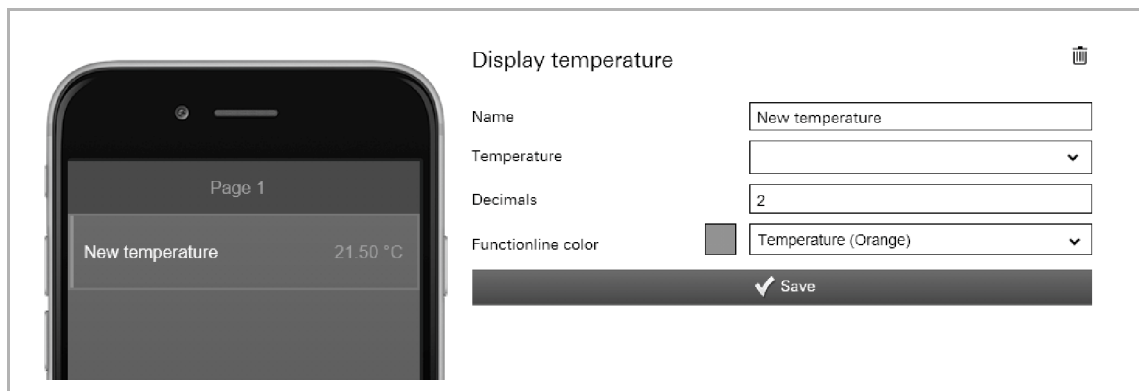 Display temperature
Name
New temperature
Temperature
Decimals
2
Functionline color
Temperature (Orange)
Save
Page 1
New temperature
21.50 °C